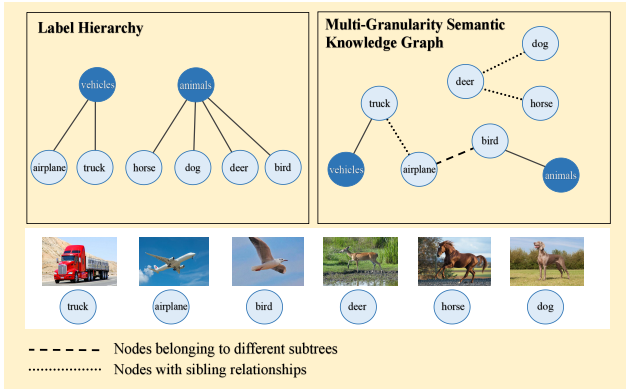 Label Hierarchy
vehicles
animals
airplane
truck
horse
dog
deer
bird
Multi-Granularity Semantic
Knowledge Graph
dog
deer
horse
truck
bird
vehicles
airplane
animals
truck
airplane
bird
deer
horse
dog
Nodes belonging to different subtrees
Nodes with sibling relationships